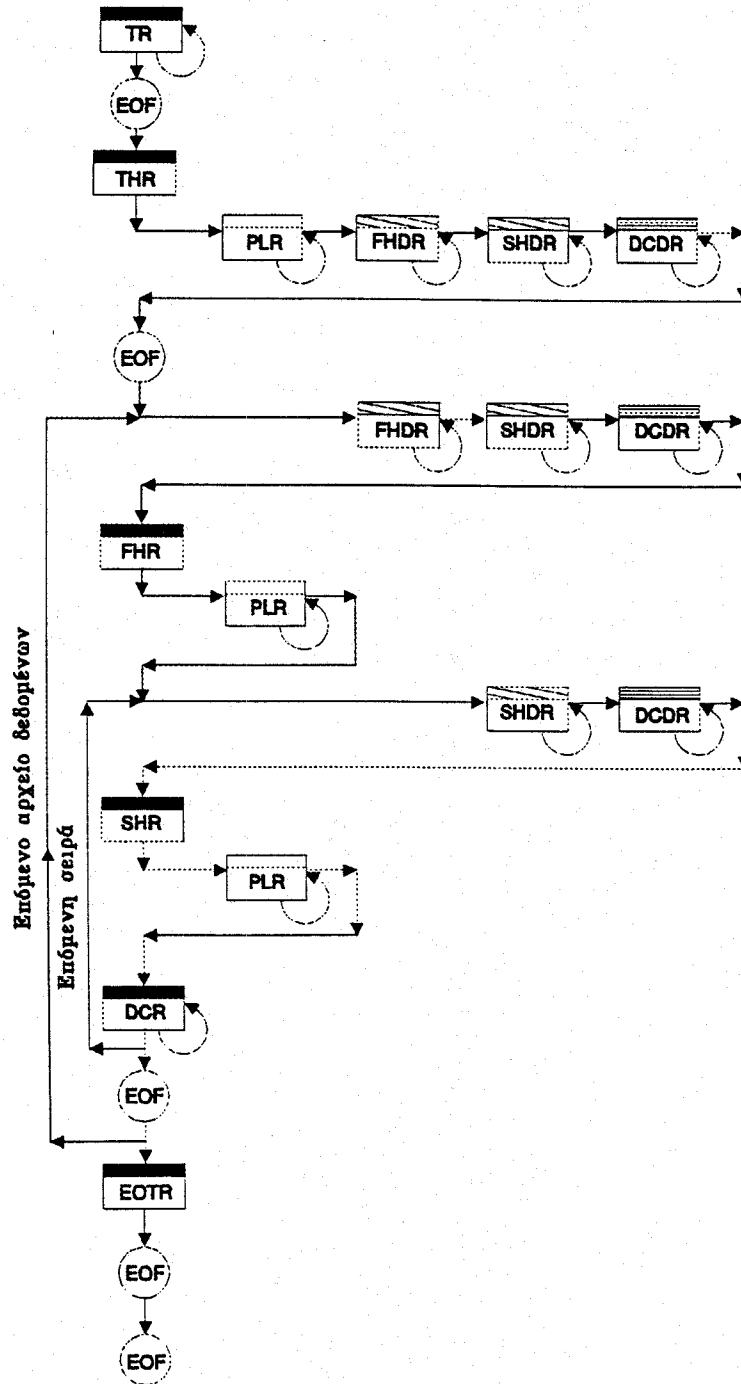 TR
EOF
THR
PLR FHDR SHDR DCDR
EOF
FHDR SHDR DCDR
FHR
PLR
SHDR DCDR
SHR
PLR
DCR
EOF
EOTR
EOF
EOF
Επόμενο αρχείο δεδομένων
Επόμενη σειρά